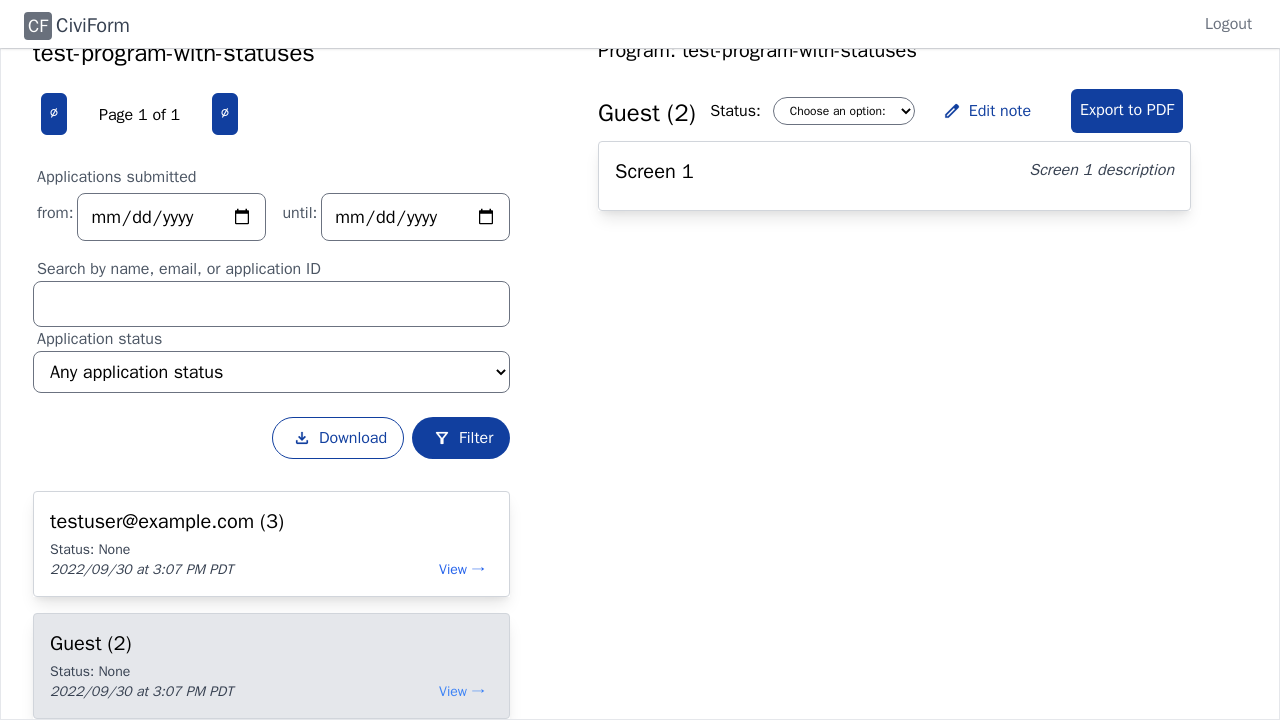 CF CiviForm
Logout
test-program-with-statuses
∅ Page 1 of 1 ∅
Applications submitted
from: mm/dd/yyyy until: mm/dd/yyyy
Search by name, email, or application ID
Application status
Any application status
Download Filter
testuser@example.com (3)
Status: None
2022/09/30 at 3:07 PM PDT View →
Guest (2)
Status: None
2022/09/30 at 3:07 PM PDT View →
Program: test-program-with-statuses
Guest (2) Status: Choose an option: Edit note Export to PDF
Screen 1 Screen 1 description